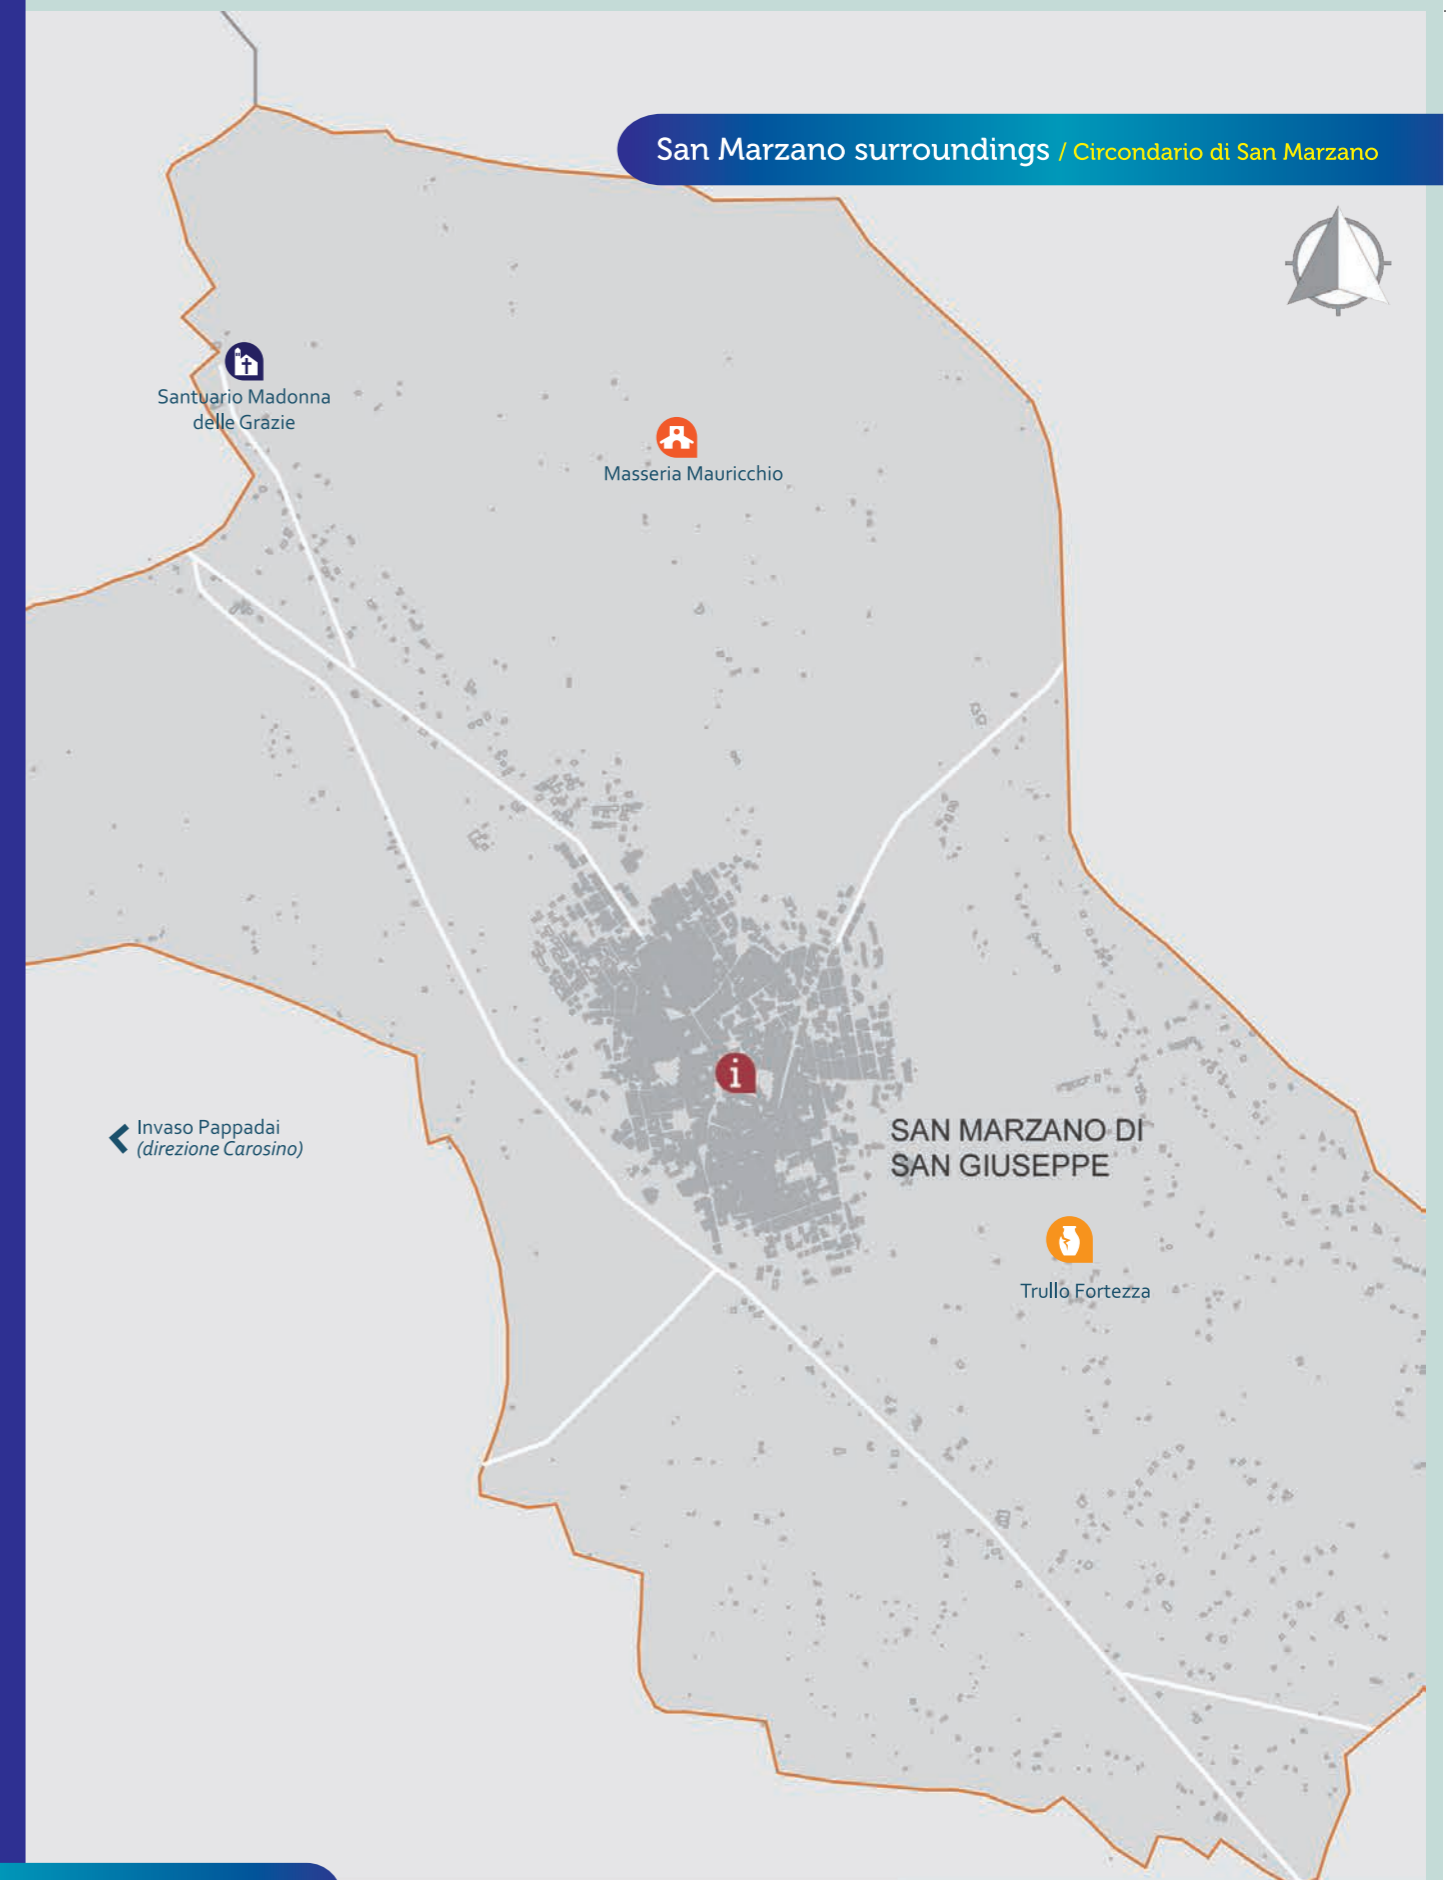 San Marzano surroundings / Circondario di San Marzano
Santuario Madonna
delle Grazie
Masseria Mauricchio
i
Invaso Pappadai
(direzione Carosino)
SAN MARZANO DI
SAN GIUSEPPE
Trullo Fortezza